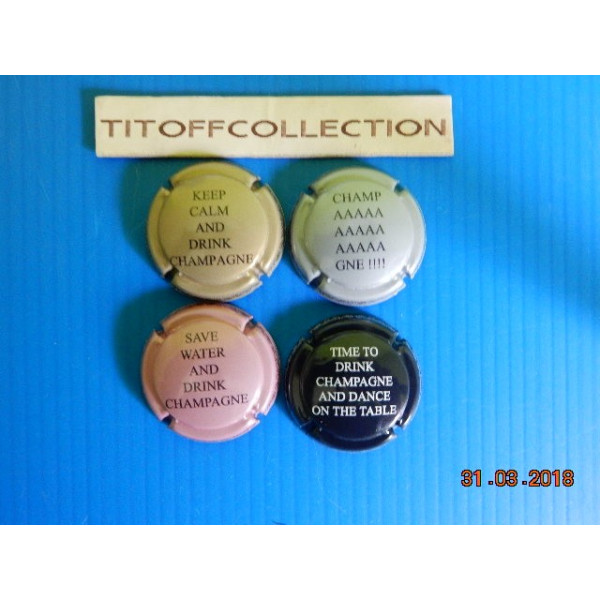 TITOFFCOLLECTION
KEEP
CALM
AND
DRINK
CHAMPAGNE
CHAMP
AAAAA
AAAAA
AAAAA
GNE !!!!
SAVE
WATER
AND
DRINK
CHAMPAGNE
TIME TO
DRINK
CHAMPAGNE
AND DANCE
ON THE TABLE
31.03.2018